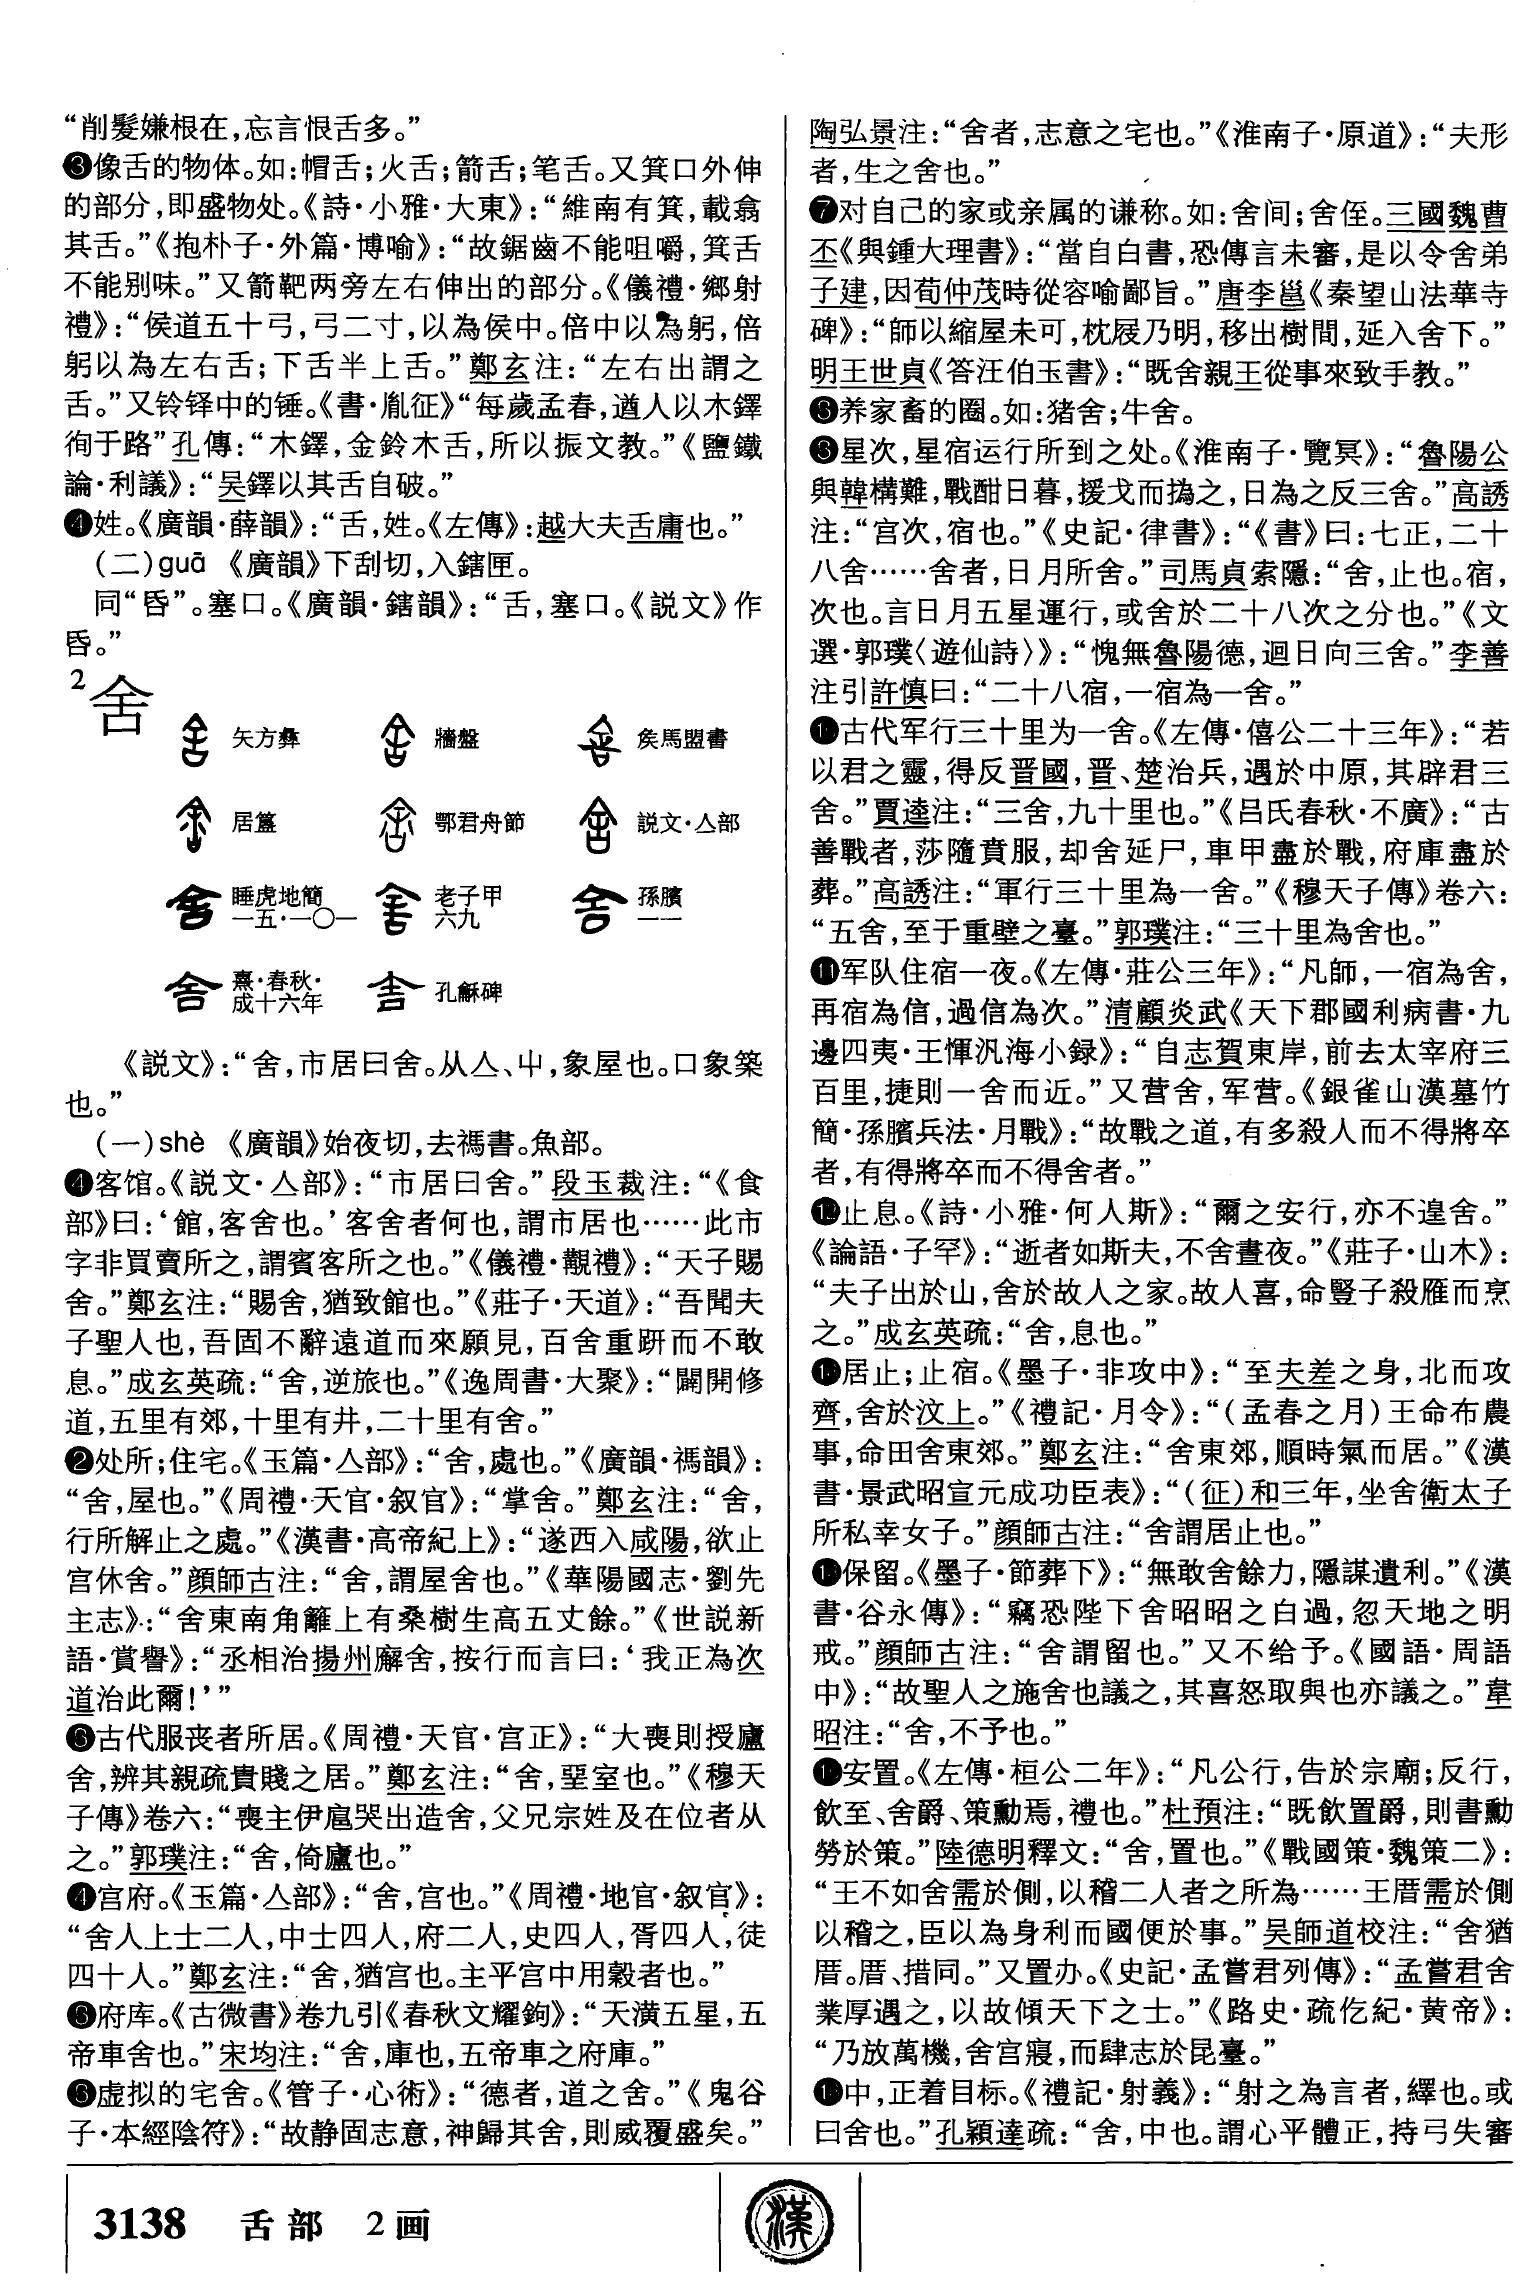 “削髮嫌根在，忘言恨舌多。”
❸像舌的物体。如：帽舌；火舌；箭舌；笔舌。又箕口外伸
的部分，即盛物处。《詩·小雅·大東》：“維南有箕，載翕
其舌。”《抱朴子·外篇·博喻》：“故鋸齒不能咀嚼，箕舌
不能别味。”又箭靶两旁左右伸出的部分。《儀禮·鄉射
禮》：“侯道五十弓，弓二寸，以為侯中。倍中以為躬，倍
躬以為左右舌；下舌半上舌。”鄭玄注：“左右出謂之
舌。”又铃铎中的锤。《書·胤征》“每歲孟春，遒人以木鐸
徇于路”孔傳：“木鐸，金鈴木舌，所以振文教。”《鹽鐵
論·利議》：“吴鐸以其舌自破。”
❹姓。《廣韻·薛韻》：“舌，姓。《左傳》：越大夫舌庸也。”
（二）guā 《廣韻》下刮切，入鎋匣。
同“昏”。塞口。《廣韻·鎋韻》：“舌，塞口。《説文》作
昏。”
2舍
矢方彝 牆盤 矦馬盟書
居簋 鄂君舟節 説文·亼部
睡虎地簡 老子甲 孫臏
一五·一〇一 六九 一一
熹·春秋· 孔龢碑
成十六年
《説文》：“舍，市居曰舍。从亼、屮，象屋也。口象築
也。”
（一）shè 《廣韻》始夜切，去禡書。魚部。
❹客馆。《説文·亼部》：“市居曰舍。”段玉裁注：“《食
部》曰：‘館，客舍也。’客舍者何也，謂市居也……此市
字非買賣所之，謂賓客所之也。”《儀禮·覲禮》：“天子賜
舍。”鄭玄注：“賜舍，猶致館也。”《莊子·天道》：“吾聞夫
子聖人也，吾固不辭遠道而來願見，百舍重趼而不敢
息。”成玄英疏：“舍，逆旅也。”《逸周書·大聚》：“闢開修
道，五里有郊，十里有井，二十里有舍。”
❷处所；住宅。《玉篇·亼部》：“舍，處也。”《廣韻·禡韻》：
“舍，屋也。”《周禮·天官·叙官》：“掌舍。”鄭玄注：“舍，
行所解止之處。”《漢書·高帝紀上》：“遂西入咸陽，欲止
宫休舍。”顔師古注：“舍，謂屋舍也。”《華陽國志·劉先
主志》：“舍東南角籬上有桑樹生高五丈餘。”《世説新
語·賞譽》：“丞相治揚州廨舍，按行而言曰：‘我正為次
道治此爾！’”
❸古代服丧者所居。《周禮·天官·宫正》：“大喪則授廬
舍，辨其親疏貴賤之居。”鄭玄注：“舍，堊室也。”《穆天
子傳》卷六：“喪主伊扈哭出造舍，父兄宗姓及在位者从
之。”郭璞注：“舍，倚廬也。”
❹宫府。《玉篇·亼部》：“舍，宫也。”《周禮·地官·叙官》：
“舍人上士二人，中士四人，府二人，史四人，胥四人，徒
四十人。”鄭玄注：“舍，猶宫也。主平宫中用穀者也。”
❺府库。《古微書》卷九引《春秋文耀鉤》：“天潢五星，五
帝車舍也。”宋均注：“舍，庫也，五帝車之府庫。”
❻虚拟的宅舍。《管子·心術》：“德者，道之舍。”《鬼谷
子·本經陰符》：“故静固志意，神歸其舍，則威覆盛矣。”
陶弘景注：“舍者，志意之宅也。”《淮南子·原道》：“夫形
者，生之舍也。”
❼对自己的家或亲属的谦称。如：舍间；舍侄。三國魏曹
丕《與鍾大理書》：“當自白書，恐傳言未審，是以令舍弟
子建，因荀仲茂時從容喻鄙旨。”唐李邕《秦望山法華寺
碑》：“師以縮屋未可，枕屐乃明，移出樹間，延入舍下。”
明王世貞《答汪伯玉書》：“既舍親王從事來致手教。”
❽养家畜的圈。如：猪舍；牛舍。
❾星次，星宿运行所到之处。《淮南子·覽冥》：“魯陽公
與韓構難，戰酣日暮，援戈而撝之，日為之反三舍。”高誘
注：“宫次，宿也。”《史記·律書》：“《書》曰：七正，二十
八舍……舍者，日月所舍。”司馬貞索隱：“舍，止也。宿，
次也。言日月五星運行，或舍於二十八次之分也。”《文
選·郭璞〈遊仙詩〉》：“愧無魯陽德，迴日向三舍。”李善
注引許慎曰：“二十八宿，一宿為一舍。”
❿古代军行三十里为一舍。《左傳·僖公二十三年》：“若
以君之靈，得反晋國，晋、楚治兵，遇於中原，其辟君三
舍。”賈逵注：“三舍，九十里也。”《吕氏春秋·不廣》：“古
善戰者，莎隨賁服，却舍延尸，車甲盡於戰，府庫盡於
葬。”高誘注：“軍行三十里為一舍。”《穆天子傳》卷六：
“五舍，至于重壁之臺。”郭璞注：“三十里為舍也。”
⓫军队住宿一夜。《左傳·莊公三年》：“凡師，一宿為舍，
再宿為信，過信為次。”清顧炎武《天下郡國利病書·九
邊四夷·王惲汎海小録》：“自志賀東岸，前去太宰府三
百里，捷則一舍而近。”又营舍，军营。《銀雀山漢墓竹
簡·孫臏兵法·月戰》：“故戰之道，有多殺人而不得將卒
者，有得將卒而不得舍者。”
⓬止息。《詩·小雅·何人斯》：“爾之安行，亦不遑舍。”
《論語·子罕》：“逝者如斯夫，不舍晝夜。”《莊子·山木》：
“夫子出於山，舍於故人之家。故人喜，命豎子殺雁而烹
之。”成玄英疏：“舍，息也。”
⓭居止；止宿。《墨子·非攻中》：“至夫差之身，北而攻
齊，舍於汶上。”《禮記·月令》：“（孟春之月）王命布農
事，命田舍東郊。”鄭玄注：“舍東郊，順時氣而居。”《漢
書·景武昭宣元成功臣表》：“（征）和三年，坐舍衛太子
所私幸女子。”顔師古注：“舍謂居止也。”
⓮保留。《墨子·節葬下》：“無敢舍餘力，隱謀遺利。”《漢
書·谷永傳》：“竊恐陛下舍昭昭之白過，忽天地之明
戒。”顔師古注：“舍謂留也。”又不给予。《國語·周語
中》：“故聖人之施舍也議之，其喜怒取與也亦議之。”韋
昭注：“舍，不予也。”
⓯安置。《左傳·桓公二年》：“凡公行，告於宗廟；反行，
飲至、舍爵、策勳焉，禮也。”杜預注：“既飲置爵，則書勳
勞於策。”陸德明釋文：“舍，置也。”《戰國策·魏策二》：
“王不如舍需於側，以稽二人者之所為……王厝需於側
以稽之，臣以為身利而國便於事。”吴師道校注：“舍猶
厝。厝、措同。”又置办。《史記·孟嘗君列傳》：“孟嘗君舍
業厚遇之，以故傾天下之士。”《路史·疏仡紀·黄帝》：
“乃放萬機，舍宫寢，而肆志於昆臺。”
⓰中，正着目标。《禮記·射義》：“射之為言者，繹也。或
曰舍也。”孔穎達疏：“舍，中也。謂心平體正，持弓失審
3138 舌部 2画
漢